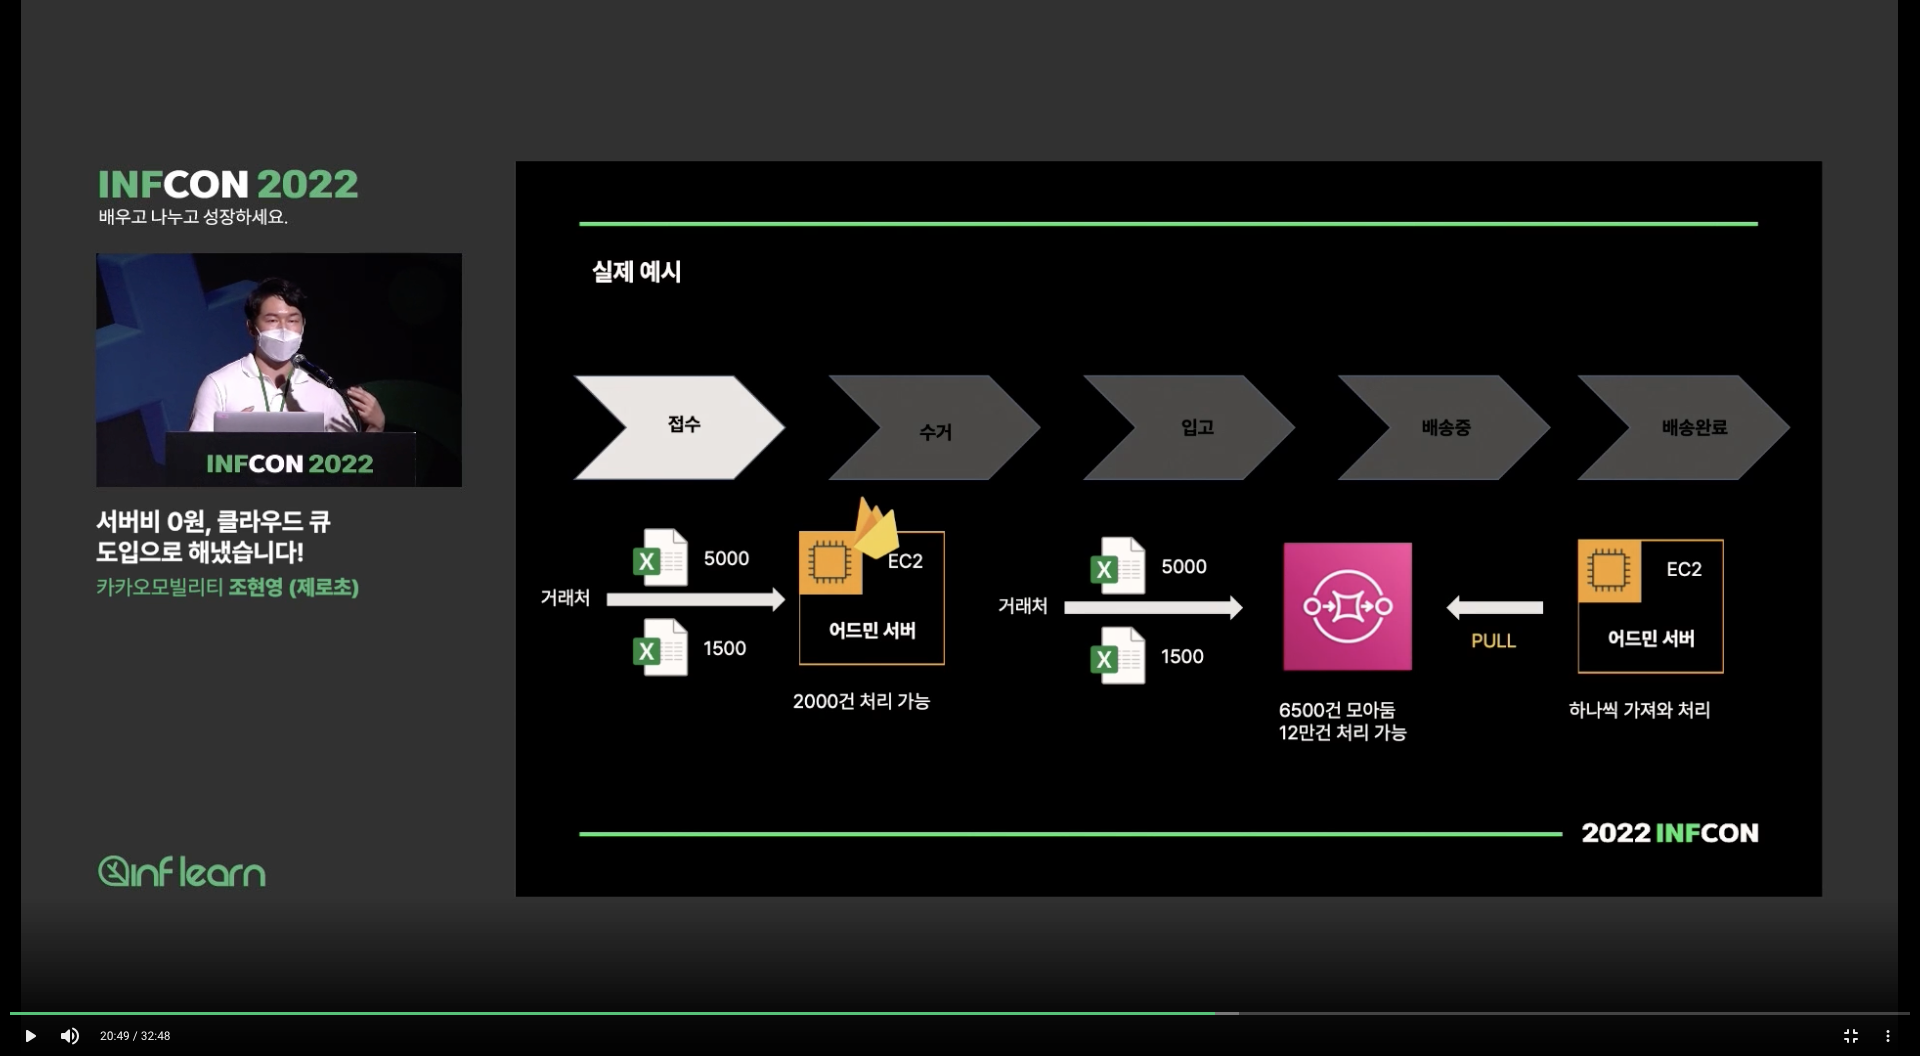 INFCON 2022
배우고 나누고 성장하세요.
INFCON 2022
서버비 0원, 클라우드 큐
도입으로 해냈습니다!
카카오모빌리티 조현영 (제로초)
inflearn
실제 예시
접수
수거
입고
배송중
배송완료
거래처
X
5000
X
1500
EC2
어드민 서버
2000건 처리 가능
거래처
X
5000
X
1500
6500건 모아둠
12만건 처리 가능
PULL
EC2
어드민 서버
하나씩 가져와 처리
2022 INFCON
20:49 / 32:48